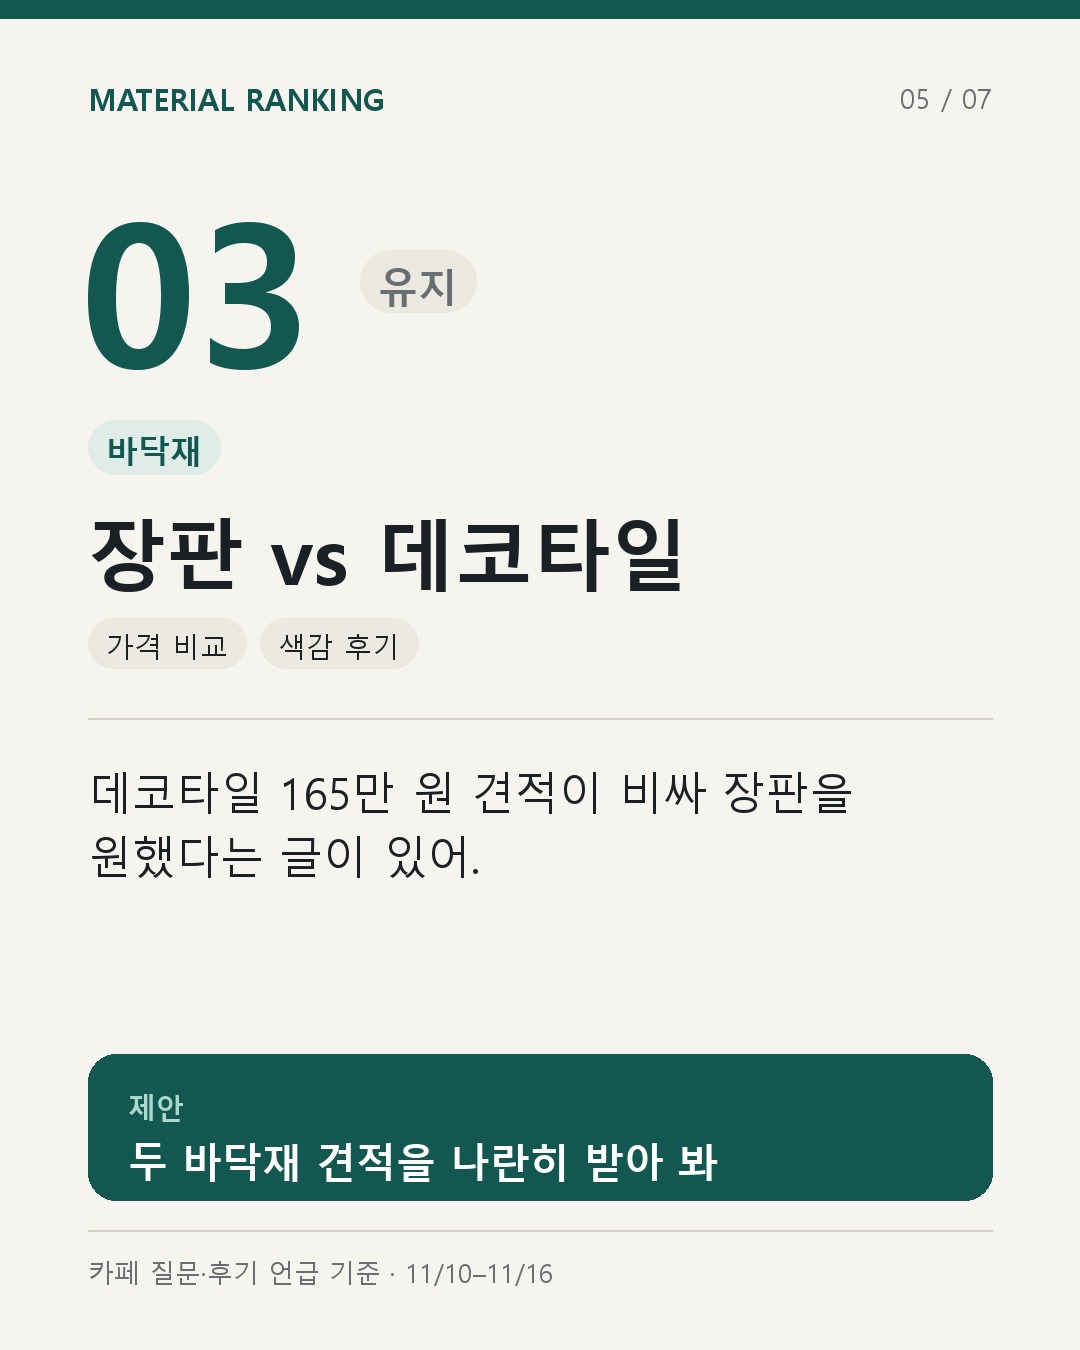 MATERIAL RANKING
05 / 07
03
유지
바닥재
장판 vs 데코타일
가격 비교
색감 후기
데코타일 165만 원 견적이 비싸 장판을
원했다는 글이 있어.
제안
두 바닥재 견적을 나란히 받아 봐
카페 질문·후기 언급 기준 · 11/10–11/16